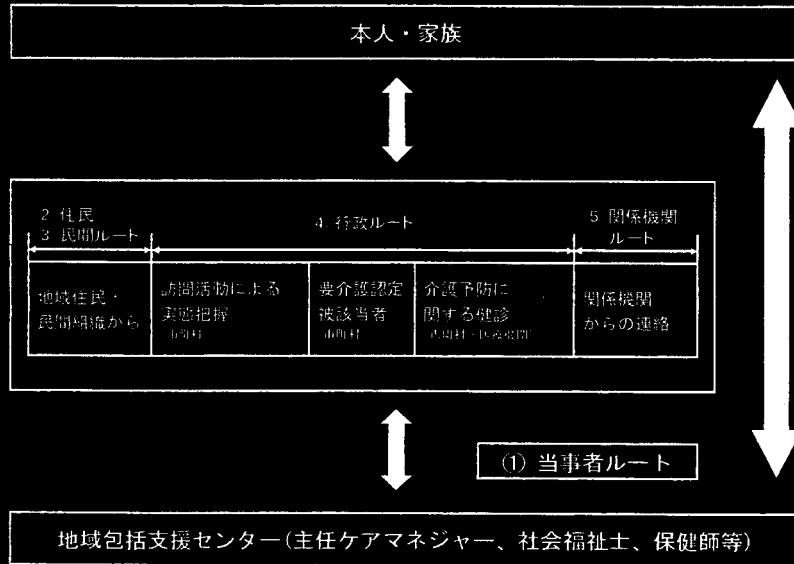 本人・家族
2 住民
3 民間ルート
4. 行政ルート
5. 関係機関
ルート
地域住民・
民間組織から
訪問活動による
実態把握
市町村
要介護認定
被該当者
市町村
介護予防に
関する健診
関係機関
からの連絡
① 当事者ルート
地域包括支援センター(主任ケアマネジャー、社会福祉士、保健師等)